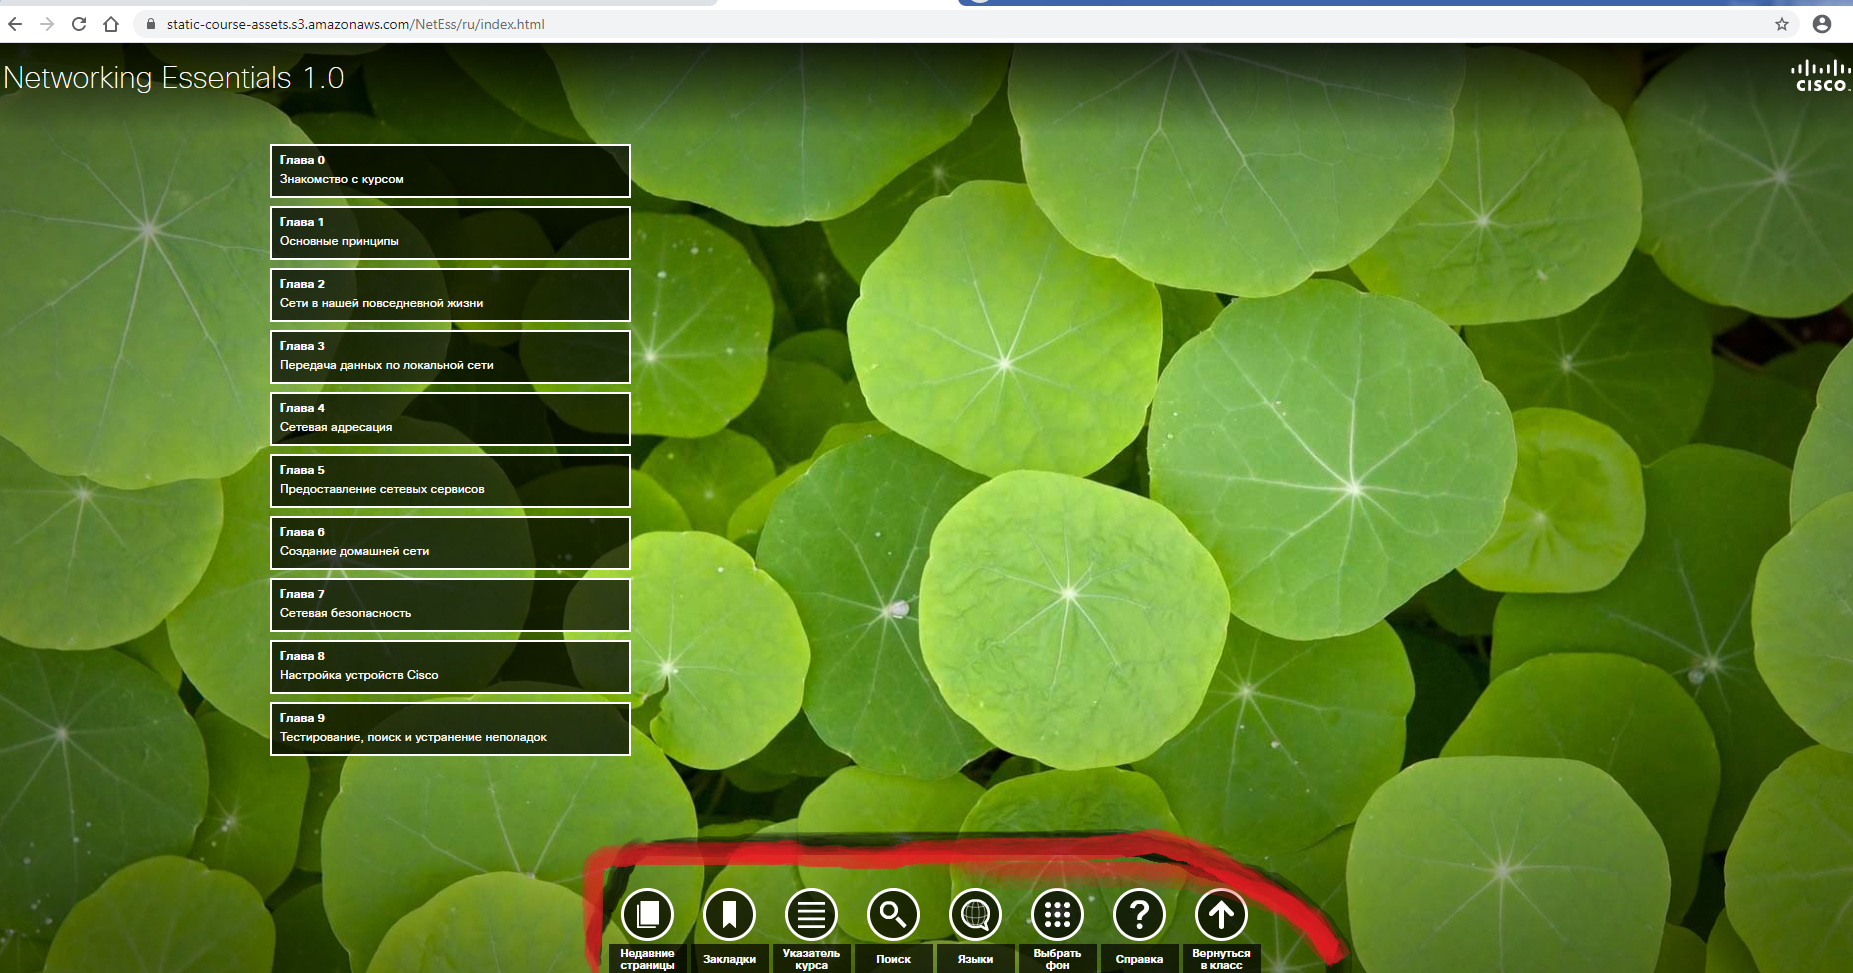 static-course-assets.s3.amazonaws.com/NetEss/ru/index.html
Networking Essentials 1.0
CISCO
Глава 0
Знакомство с курсом
Глава 1
Основные принципы
Глава 2
Сети в нашей повседневной жизни
Глава 3
Передача данных по локальной сети
Глава 4
Сетевая адресация
Глава 5
Предоставление сетевых сервисов
Глава 6
Создание домашней сети
Глава 7
Сетевая безопасность
Глава 8
Настройка устройств Cisco
Глава 9
Тестирование, поиск и устранение неполадок
Недавние
страницы
Закладки
Указатель
курса
Поиск
Языки
Выбрать
фон
Справка
Вернуться
в класс